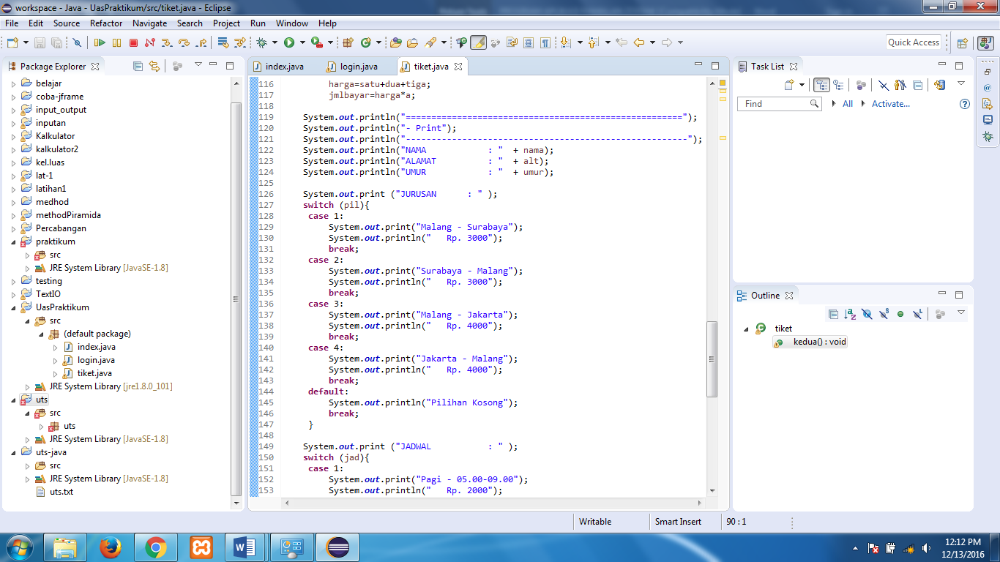 workspace - Java - UasPraktikum/src/tiket.java - Eclipse
File Edit Source Refactor Navigate Search Project Run Window Help
Quick Access
Package Explorer
belajar
coba-jframe
input_output
inputan
Kalkulator
kalkulator2
kel.luas
lat-1
latihan1
medhod
methodPiramida
Percabangan
praktikum
src
JRE System Library [JavaSE-1.8]
testing
TextIO
UasPraktikum
src
(default package)
index.java
login.java
tiket.java
JRE System Library [jre1.8.0_101]
uts
src
uts
JRE System Library [JavaSE-1.8]
uts-java
src
JRE System Library [JavaSE-1.8]
uts.txt
index.java login.java tiket.java
116 harga=satu+dua+tiga;
117 jmlbayar=harga*a;
118
119 System.out.println("======================================================");
120 System.out.println("- Print");
121 System.out.println("-------------------------------------------------------");
122 System.out.println("NAMA            : "  + nama);
123 System.out.println("ALAMAT          : "  + alt);
124 System.out.println("UMUR            : "  + umur);
125
126 System.out.print ("JURUSAN      : " );
127 switch (pil){
128 case 1:
129 System.out.print("Malang - Surabaya");
130 System.out.println("   Rp. 3000");
131 break;
132 case 2:
133 System.out.print("Surabaya - Malang");
134 System.out.println("   Rp. 3000");
135 break;
136 case 3:
137 System.out.print("Malang - Jakarta");
138 System.out.println("   Rp. 4000");
139 break;
140 case 4:
141 System.out.print("Jakarta - Malang");
142 System.out.println("   Rp. 4000");
143 break;
144 default:
145 System.out.println("Pilihan Kosong");
146 break;
147 }
148
149 System.out.print ("JADWAL           : " );
150 switch (jad){
151 case 1:
152 System.out.print("Pagi - 05.00-09.00");
153 System.out.println("   Rp. 2000");
Task List
Find All Activate...
Outline
tiket
kedua() : void
Writable Smart Insert 90 : 1
12:12 PM
12/13/2016